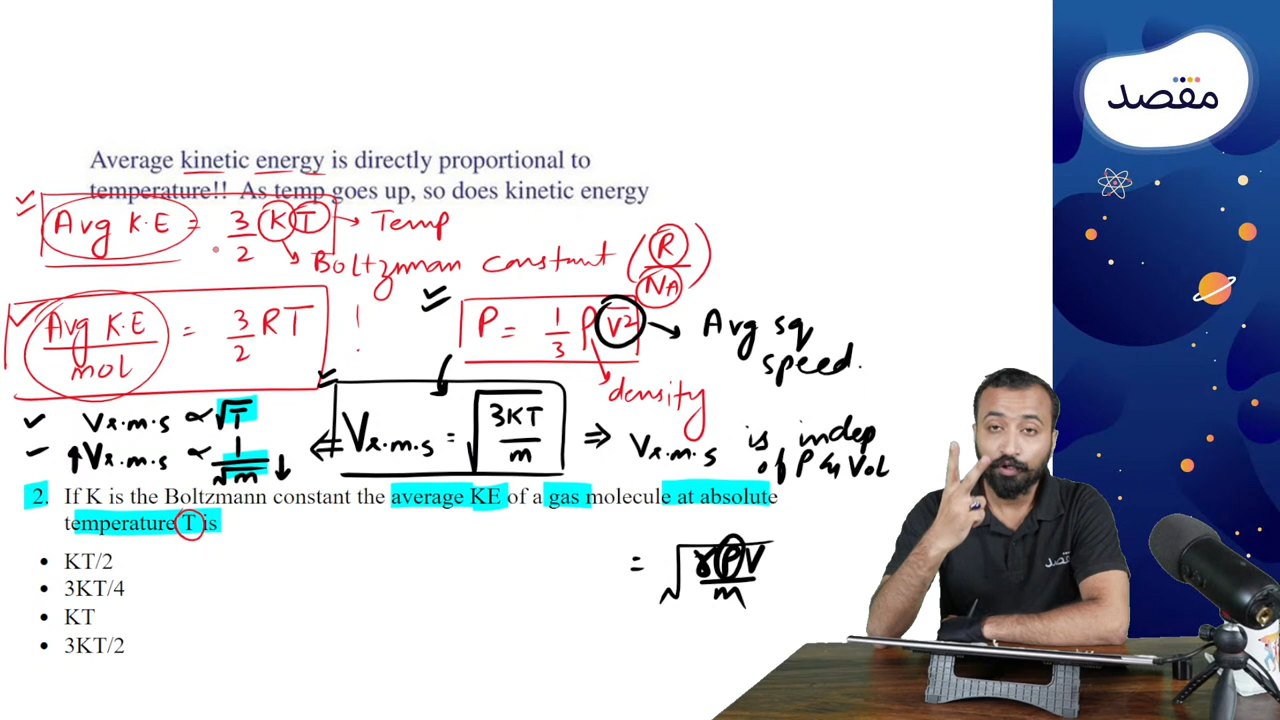 مقصد
Average kinetic energy is directly proportional to
temperature!! As temp goes up, so does kinetic energy
Avg K.E = 3/2 KT → Temp
Boltzman constant (R/NA)
Avg K.E/mol = 3/2 RT !
P = 1/3 ρ v² → Avg sq speed.
density
Vr.m.s ∝ √T
↑Vr.m.s ∝ 1/√m ↓
⇐ Vr.m.s = √3KT/m ⇒ Vr.m.s is indep of P & Vol
2. If K is the Boltzmann constant the average KE of a gas molecule at absolute
temperature T is
• KT/2
• 3KT/4
• KT
• 3KT/2
= √γPV/m
مقصد